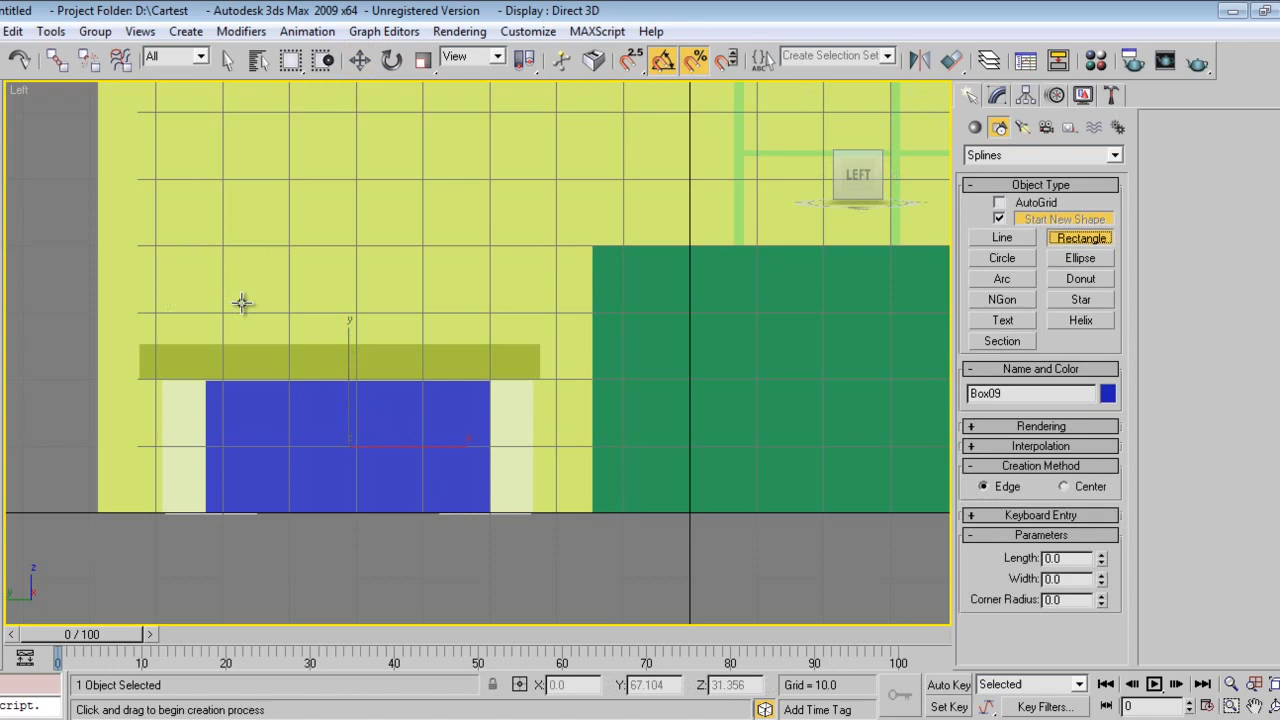 ntitled - Project Folder: D:\Cartest - Autodesk 3ds Max 2009 x64 - Unregistered Version - Display : Direct 3D
Edit Tools Group Views Create Modifiers Animation Graph Editors Rendering Customize MAXScript Help
All View 2.5 % ABC Create Selection Set
Left
LEFT
y
z
y x
Splines
- Object Type
AutoGrid
Start New Shape
Line Rectangle
Circle Ellipse
Arc Donut
NGon Star
Text Helix
Section
- Name and Color
Box09
+ Rendering
+ Interpolation
- Creation Method
Edge Center
+ Keyboard Entry
- Parameters
Length: 0.0
Width: 0.0
Corner Radius: 0.0
< 0 / 100 >
0 10 20 30 40 50 60 70 80 90 100
1 Object Selected X: 0.0 Y: 67.104 Z: 31.356 Grid = 10.0 Auto Key Selected
cript. Click and drag to begin creation process Add Time Tag Set Key Key Filters... 0